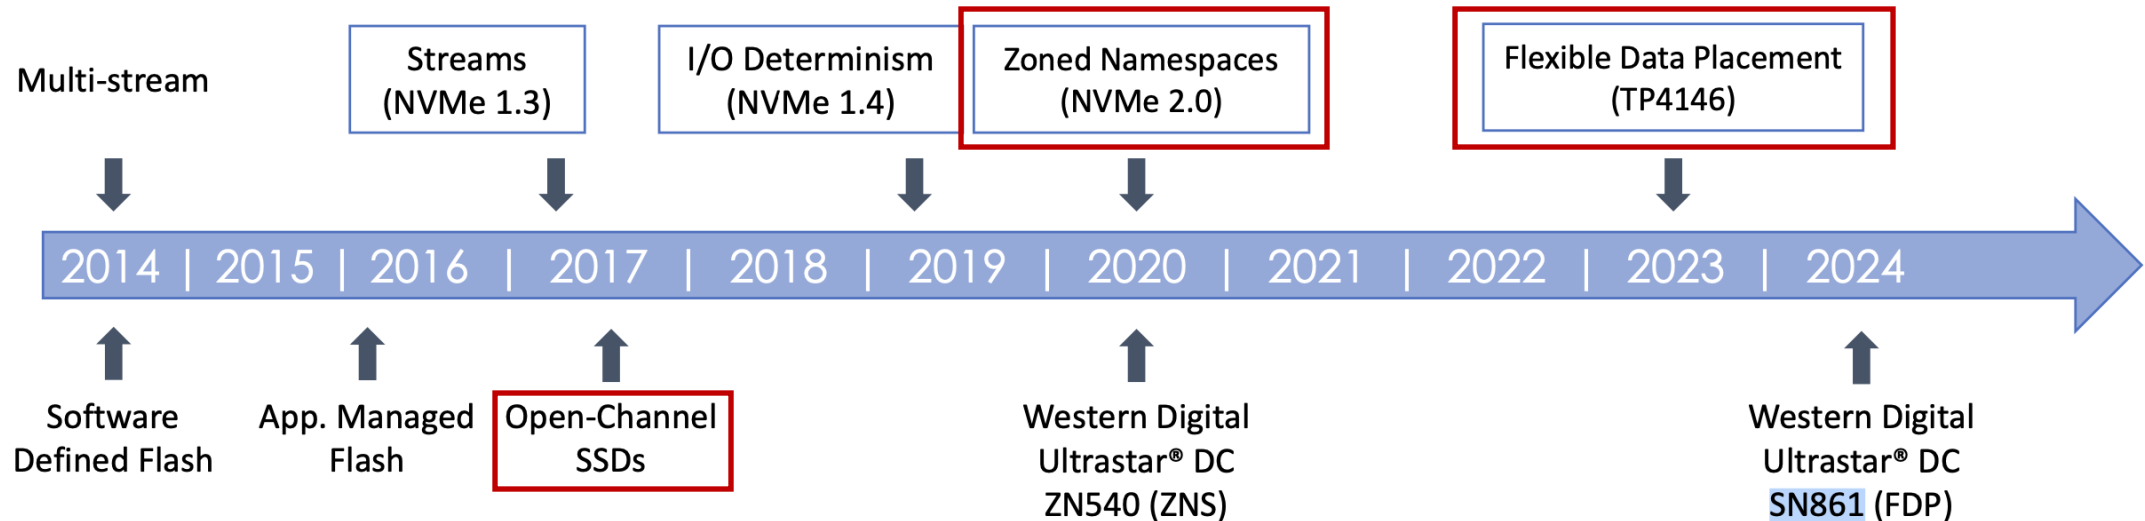 Multi-stream
Streams
(NVMe 1.3)
I/O Determinism
(NVMe 1.4)
Zoned Namespaces
(NVMe 2.0)
Flexible Data Placement
(TP4146)
2014 | 2015 | 2016 | 2017 | 2018 | 2019 | 2020 | 2021 | 2022 | 2023 | 2024
Software
Defined Flash
App. Managed
Flash
Open-Channel
SSDs
Western Digital
Ultrastar® DC
ZN540 (ZNS)
Western Digital
Ultrastar® DC
SN861 (FDP)